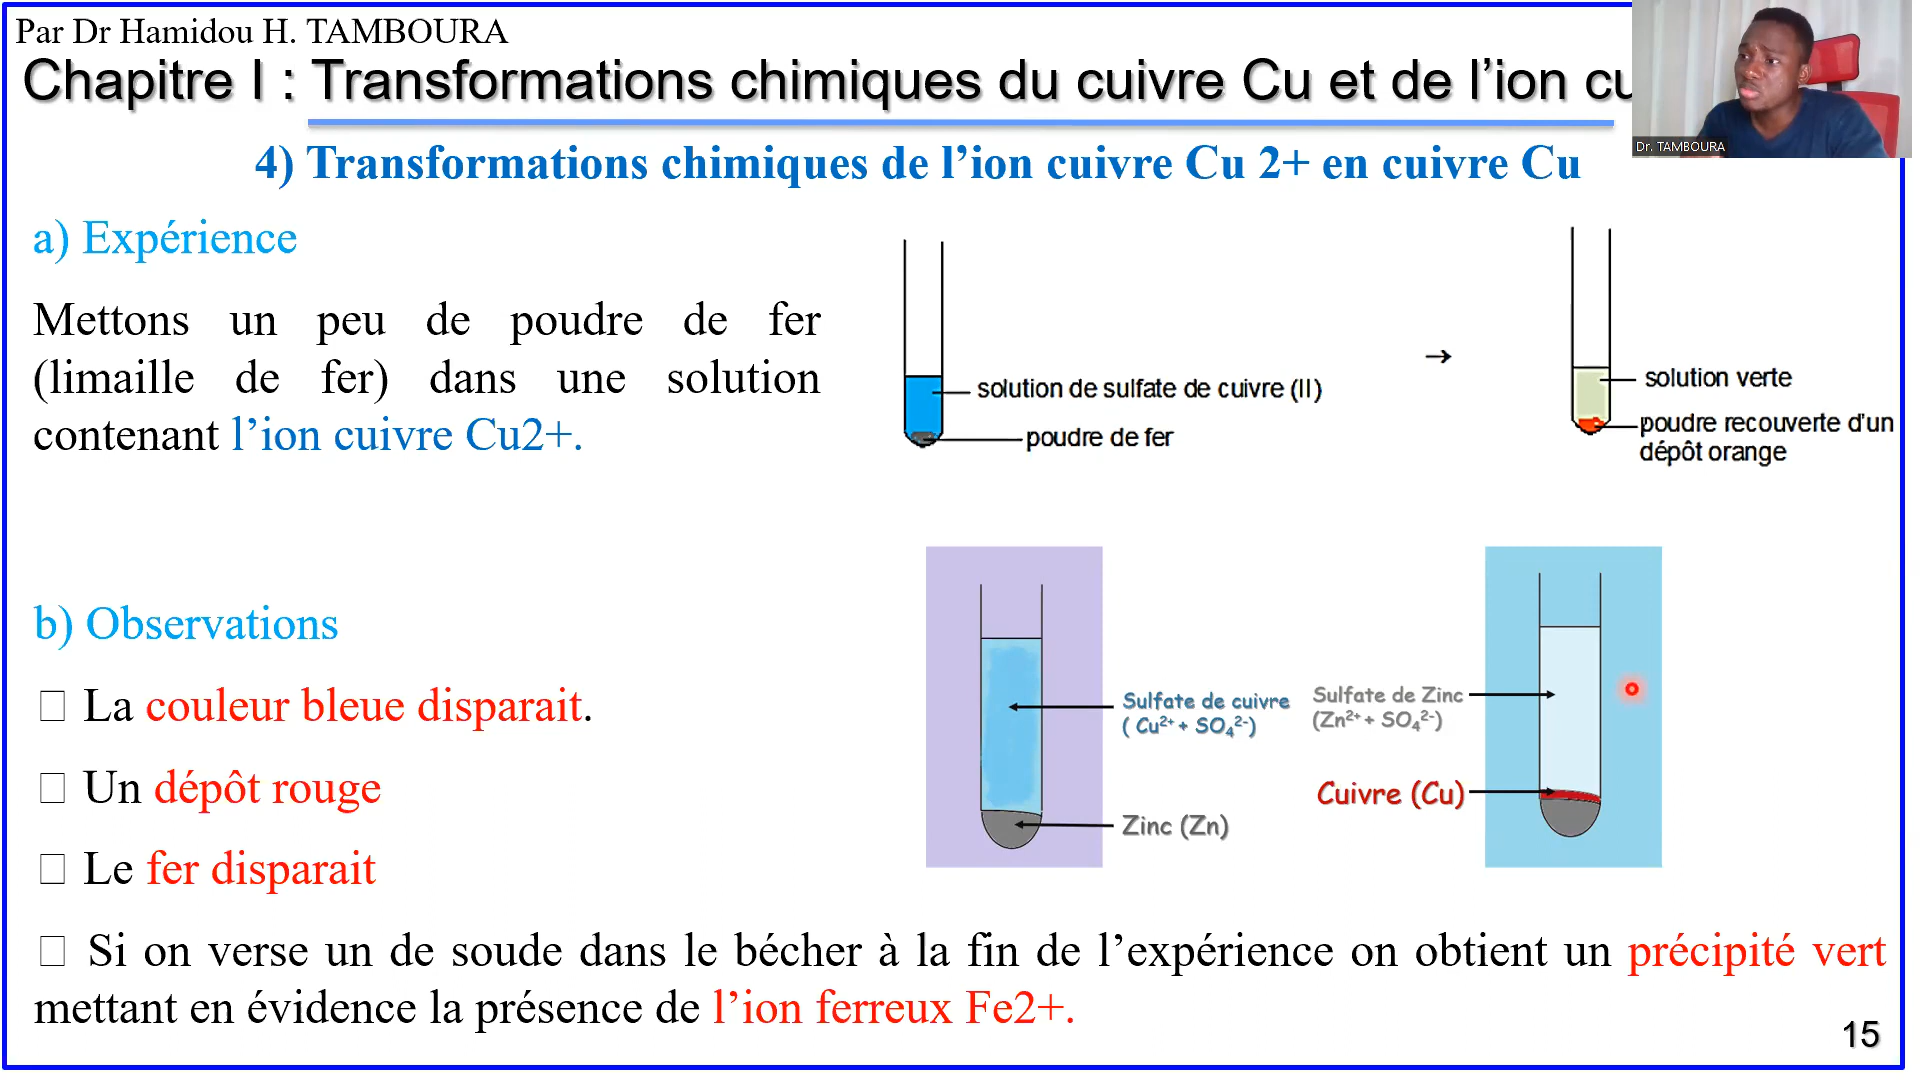 Par Dr Hamidou H. TAMBOURA
Chapitre I : Transformations chimiques du cuivre Cu et de l'ion cu
Dr. TAMBOURA
4) Transformations chimiques de l'ion cuivre Cu 2+ en cuivre Cu
a) Expérience
Mettons un peu de poudre de fer
(limaille de fer) dans une solution
contenant l'ion cuivre Cu2+.
solution de sulfate de cuivre (II)
poudre de fer
→
solution verte
poudre recouverte d'un
dépôt orange
b) Observations
La couleur bleue disparait.
Un dépôt rouge
Le fer disparait
Sulfate de cuivre
( Cu²⁺ + SO₄²⁻)
Zinc (Zn)
Sulfate de Zinc
(Zn²⁺ + SO₄²⁻)
Cuivre (Cu)
Si on verse un de soude dans le bécher à la fin de l'expérience on obtient un précipité vert
mettant en évidence la présence de l'ion ferreux Fe2+.
15